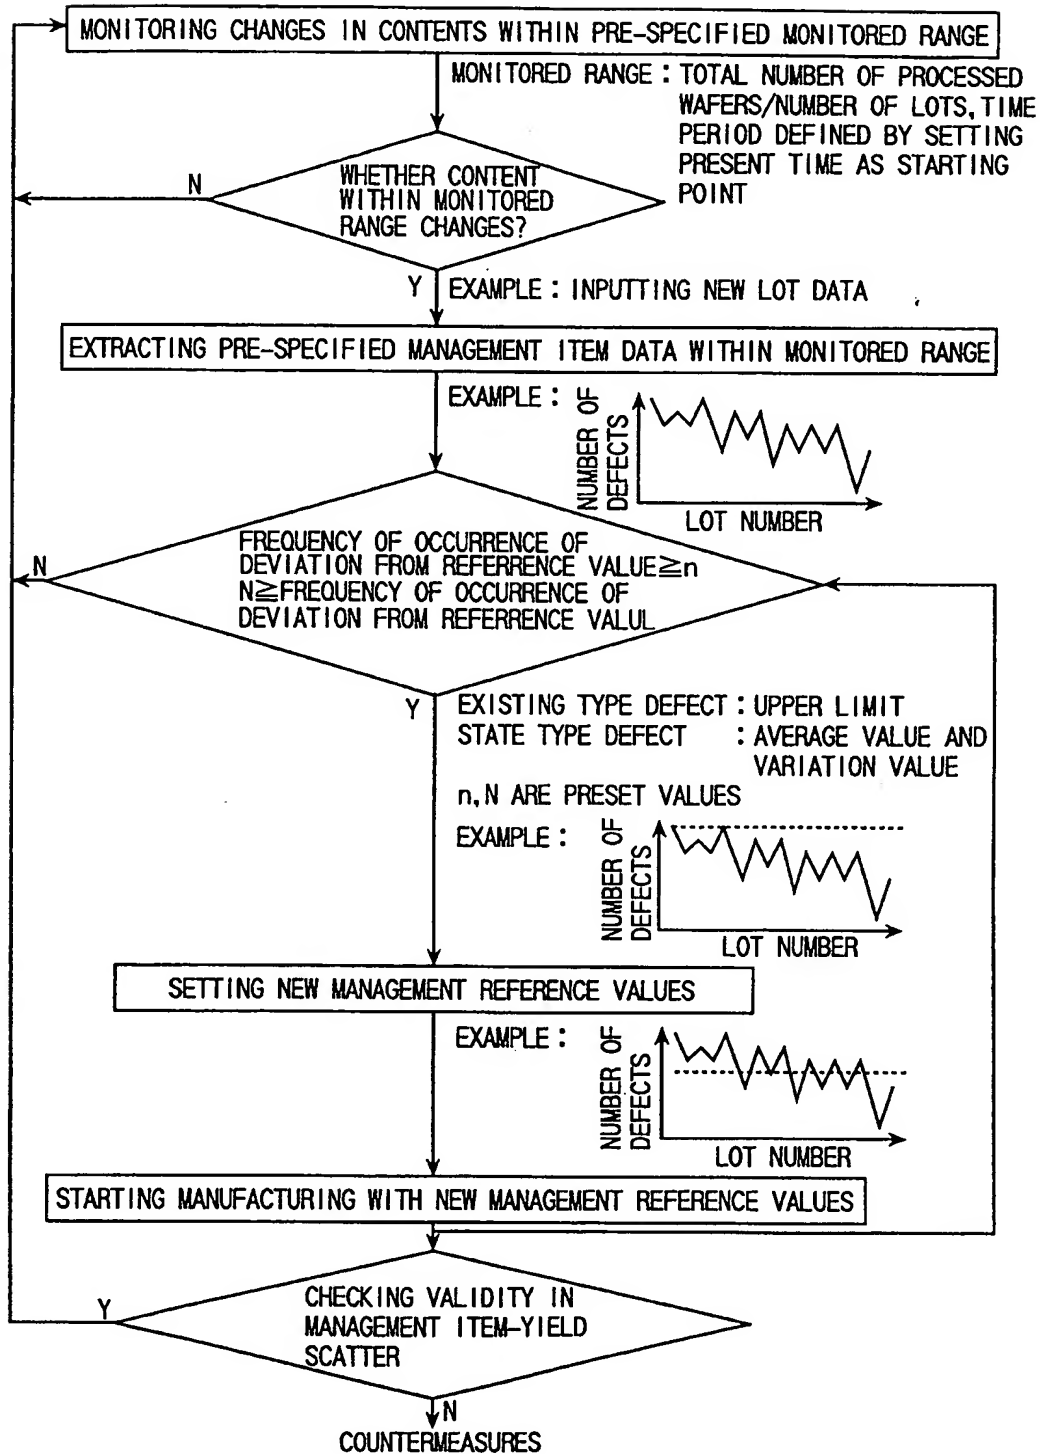 MONITORING CHANGES IN CONTENTS WITHIN PRE-SPECIFIED MONITORED RANGE
MONITORED RANGE : TOTAL NUMBER OF PROCESSED
WAFERS/NUMBER OF LOTS, TIME
PERIOD DEFINED BY SETTING
PRESENT TIME AS STARTING
POINT
N
WHETHER CONTENT
WITHIN MONITORED
RANGE CHANGES?
Y
EXAMPLE : INPUTTING NEW LOT DATA
EXTRACTING PRE-SPECIFIED MANAGEMENT ITEM DATA WITHIN MONITORED RANGE
EXAMPLE :
NUMBER OF
DEFECTS
LOT NUMBER
N
FREQUENCY OF OCCURRENCE OF
DEVIATION FROM REFERRENCE VALUE≧n
N≧FREQUENCY OF OCCURRENCE OF
DEVIATION FROM REFERRENCE VALUL
Y
EXISTING TYPE DEFECT : UPPER LIMIT
STATE TYPE DEFECT : AVERAGE VALUE AND
VARIATION VALUE
n, N ARE PRESET VALUES
EXAMPLE :
NUMBER OF
DEFECTS
LOT NUMBER
SETTING NEW MANAGEMENT REFERENCE VALUES
EXAMPLE :
NUMBER OF
DEFECTS
LOT NUMBER
STARTING MANUFACTURING WITH NEW MANAGEMENT REFERENCE VALUES
Y
CHECKING VALIDITY IN
MANAGEMENT ITEM-YIELD
SCATTER
N
COUNTERMEASURES